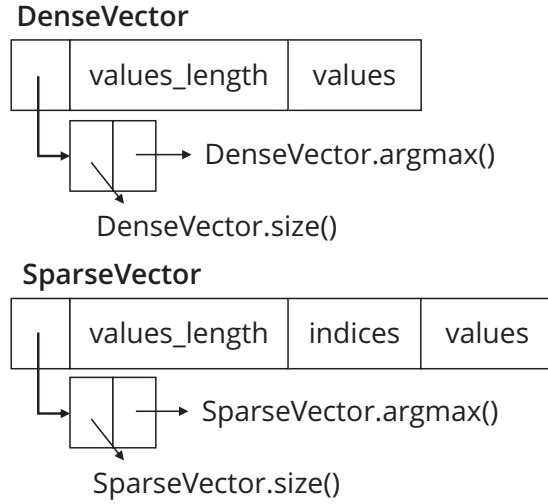 DenseVector
values_length values
DenseVector.argmax()
DenseVector.size()
SparseVector
values_length indices values
SparseVector.argmax()
SparseVector.size()